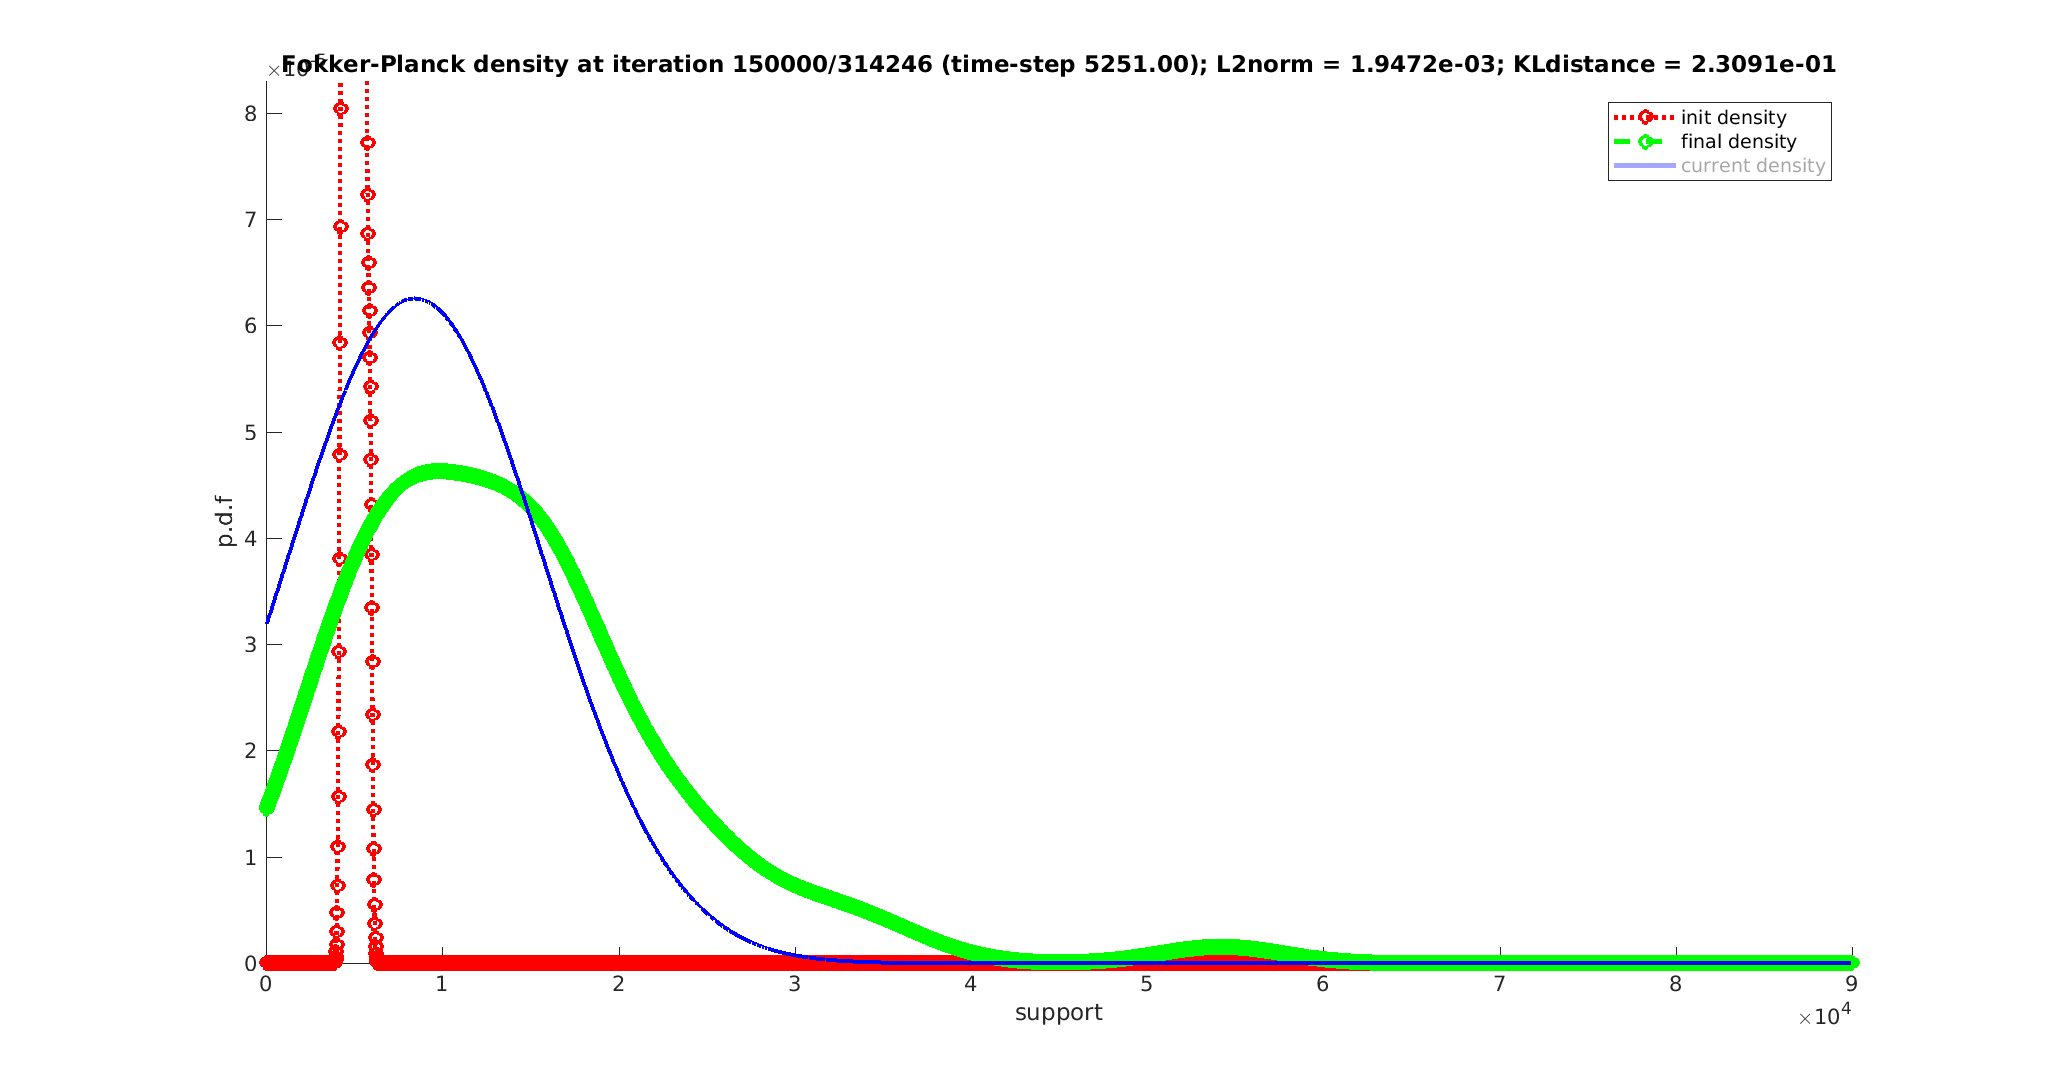 Fokker-Planck density at iteration 150000/314246 (time-step 5251.00); L2norm = 1.9472e-03; KLdistance = 2.3091e-01
init density
final density
current density
8
7
6
5
4
3
2
1
0
p.d.f
0 1 2 3 4 5 6 7 8 9
support
×10⁴